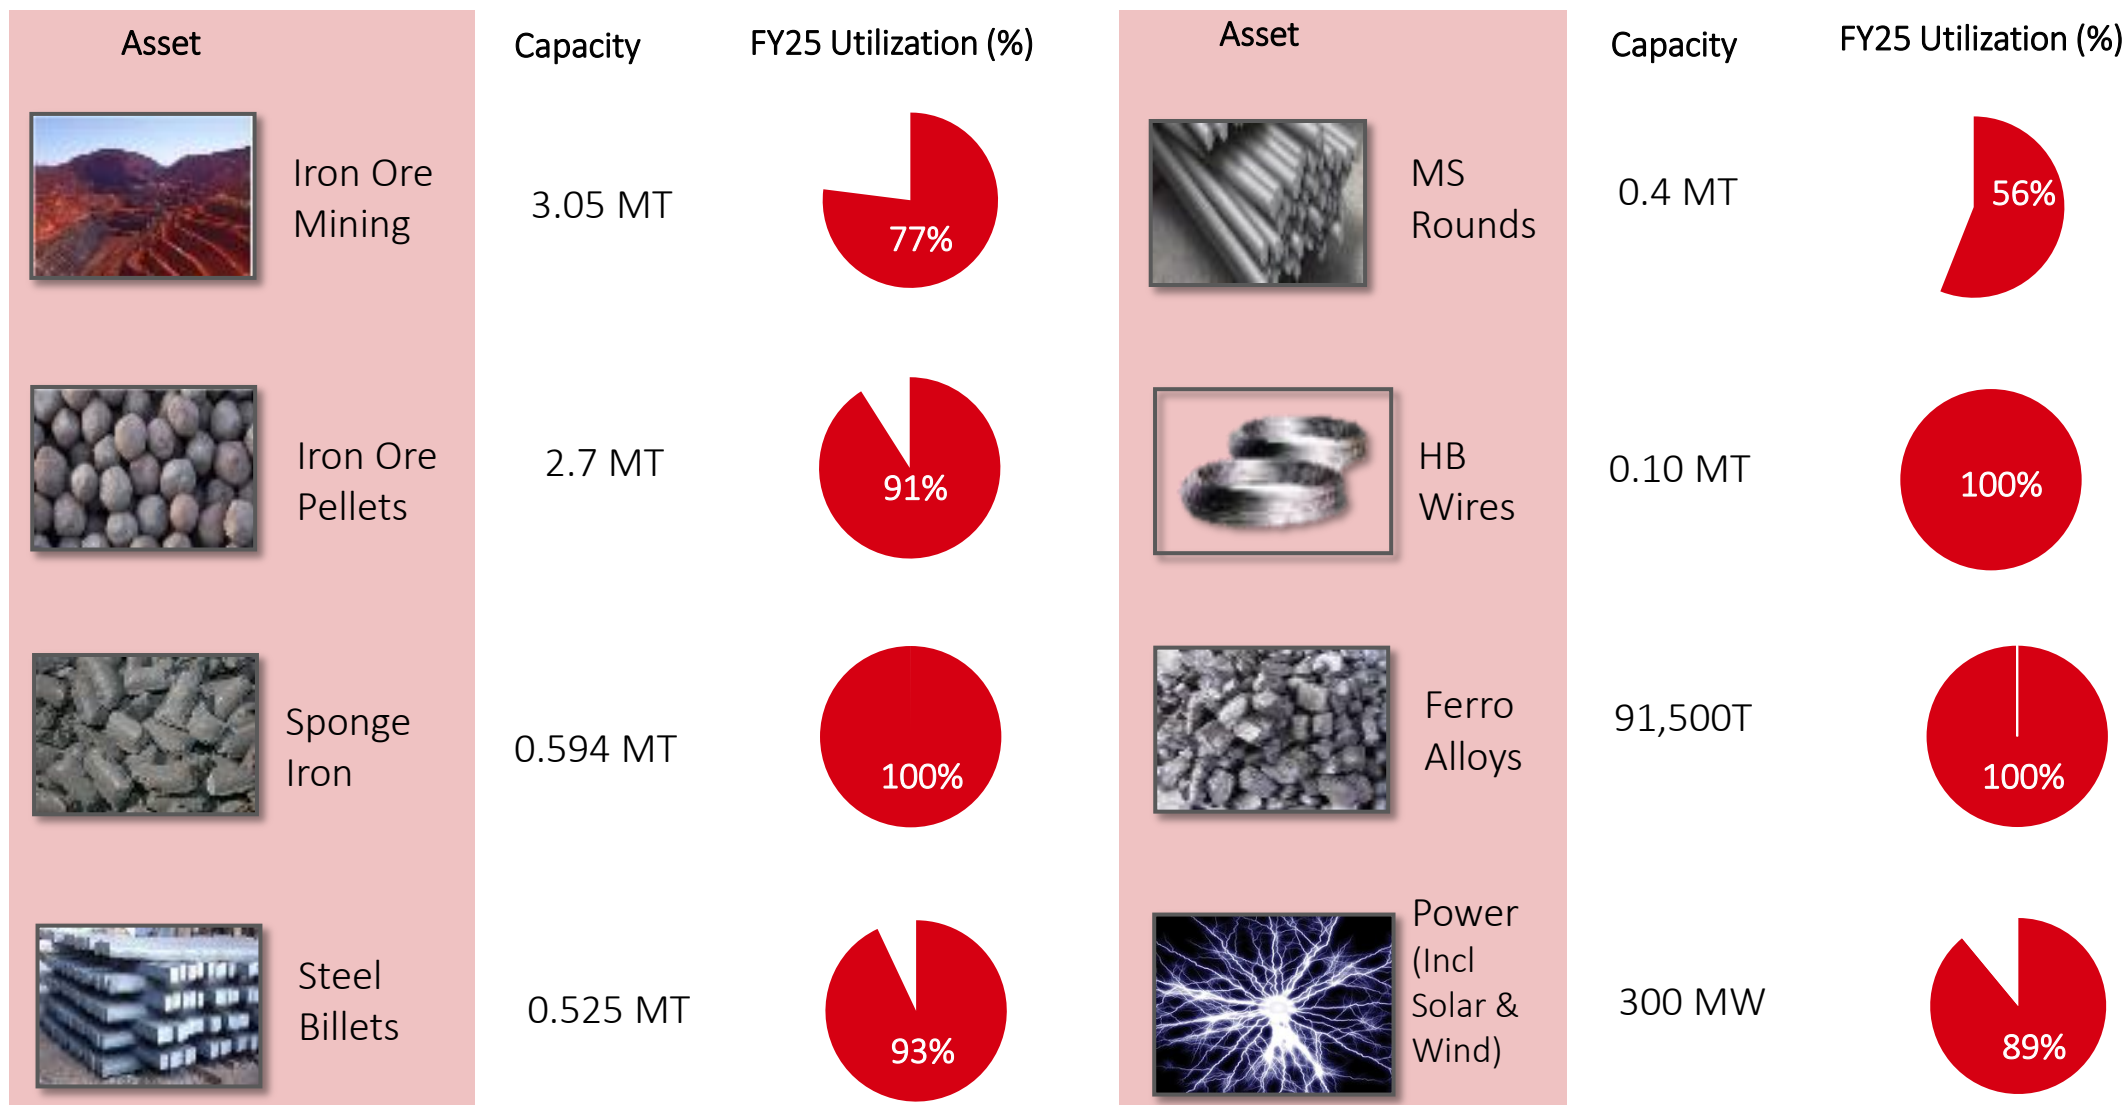 Asset
Capacity
FY25 Utilization (%)
Iron Ore
Mining
3.05 MT
77%
Iron Ore
Pellets
2.7 MT
91%
Sponge
Iron
0.594 MT
100%
Steel
Billets
0.525 MT
93%
Asset
Capacity
FY25 Utilization (%)
MS
Rounds
0.4 MT
56%
HB
Wires
0.10 MT
100%
Ferro
Alloys
91,500T
100%
Power
(Incl
Solar &
Wind)
300 MW
89%